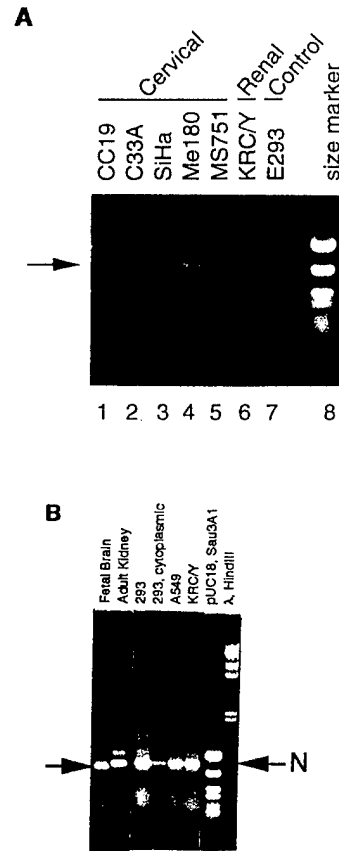 A
Cervical
Renal
Control
CC19
C33A
SiHa
Me180
MS751
KRC/Y
E293
size marker
1 2 3 4 5 6 7 8
B
Fetal Brain
Adult Kidney
293
293, cytoplasmic
A549
KRC/Y
pUC18, Sau3A1
λ, HindIII
N